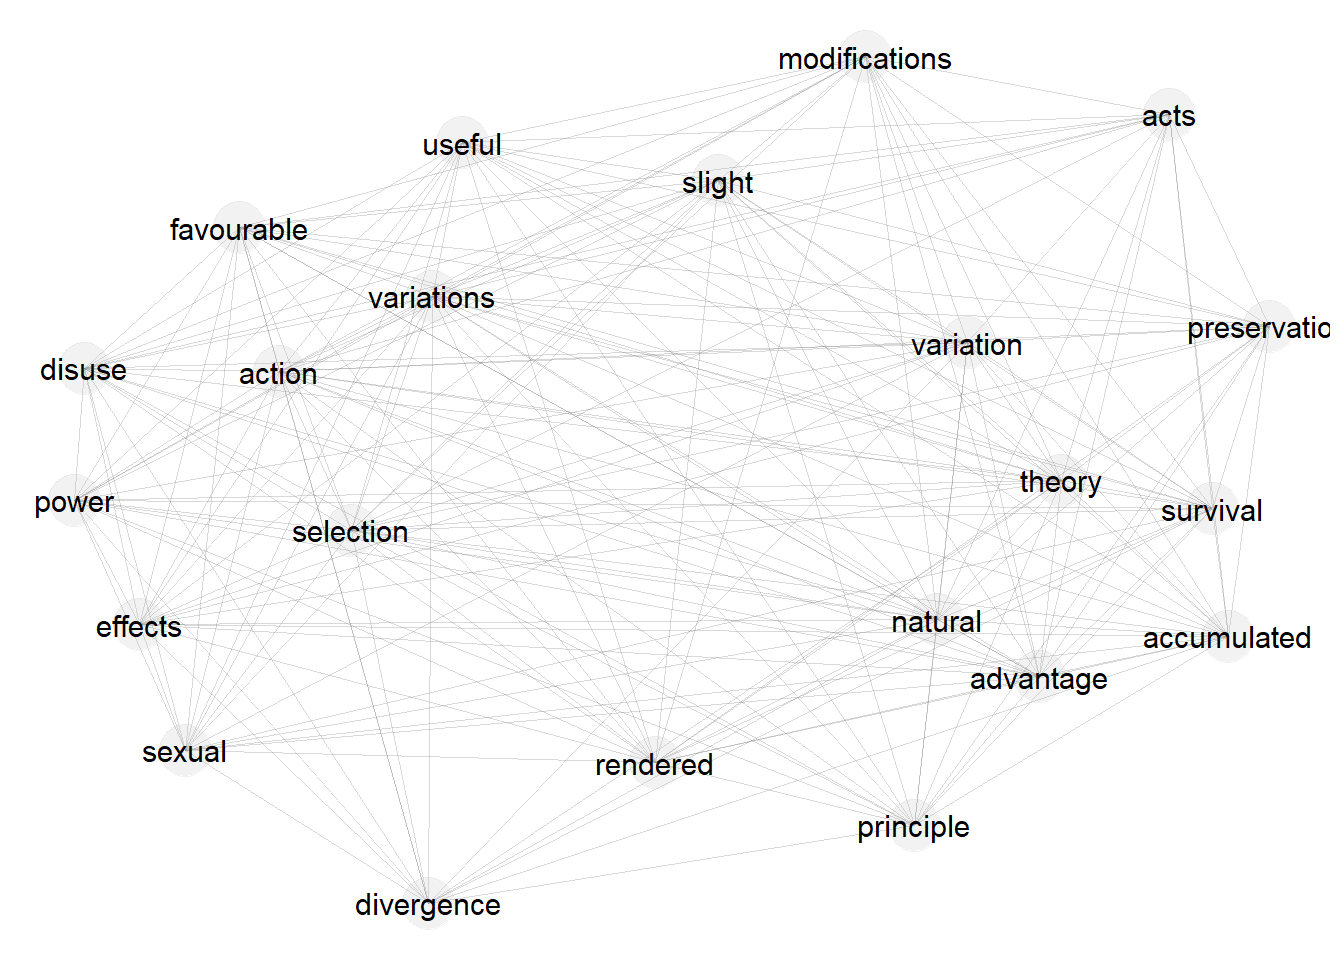 modifications
acts
useful
slight
favourable
variations
preservatio
variation
disuse
action
theory
power
survival
selection
natural
effects
accumulated
advantage
sexual
rendered
principle
divergence